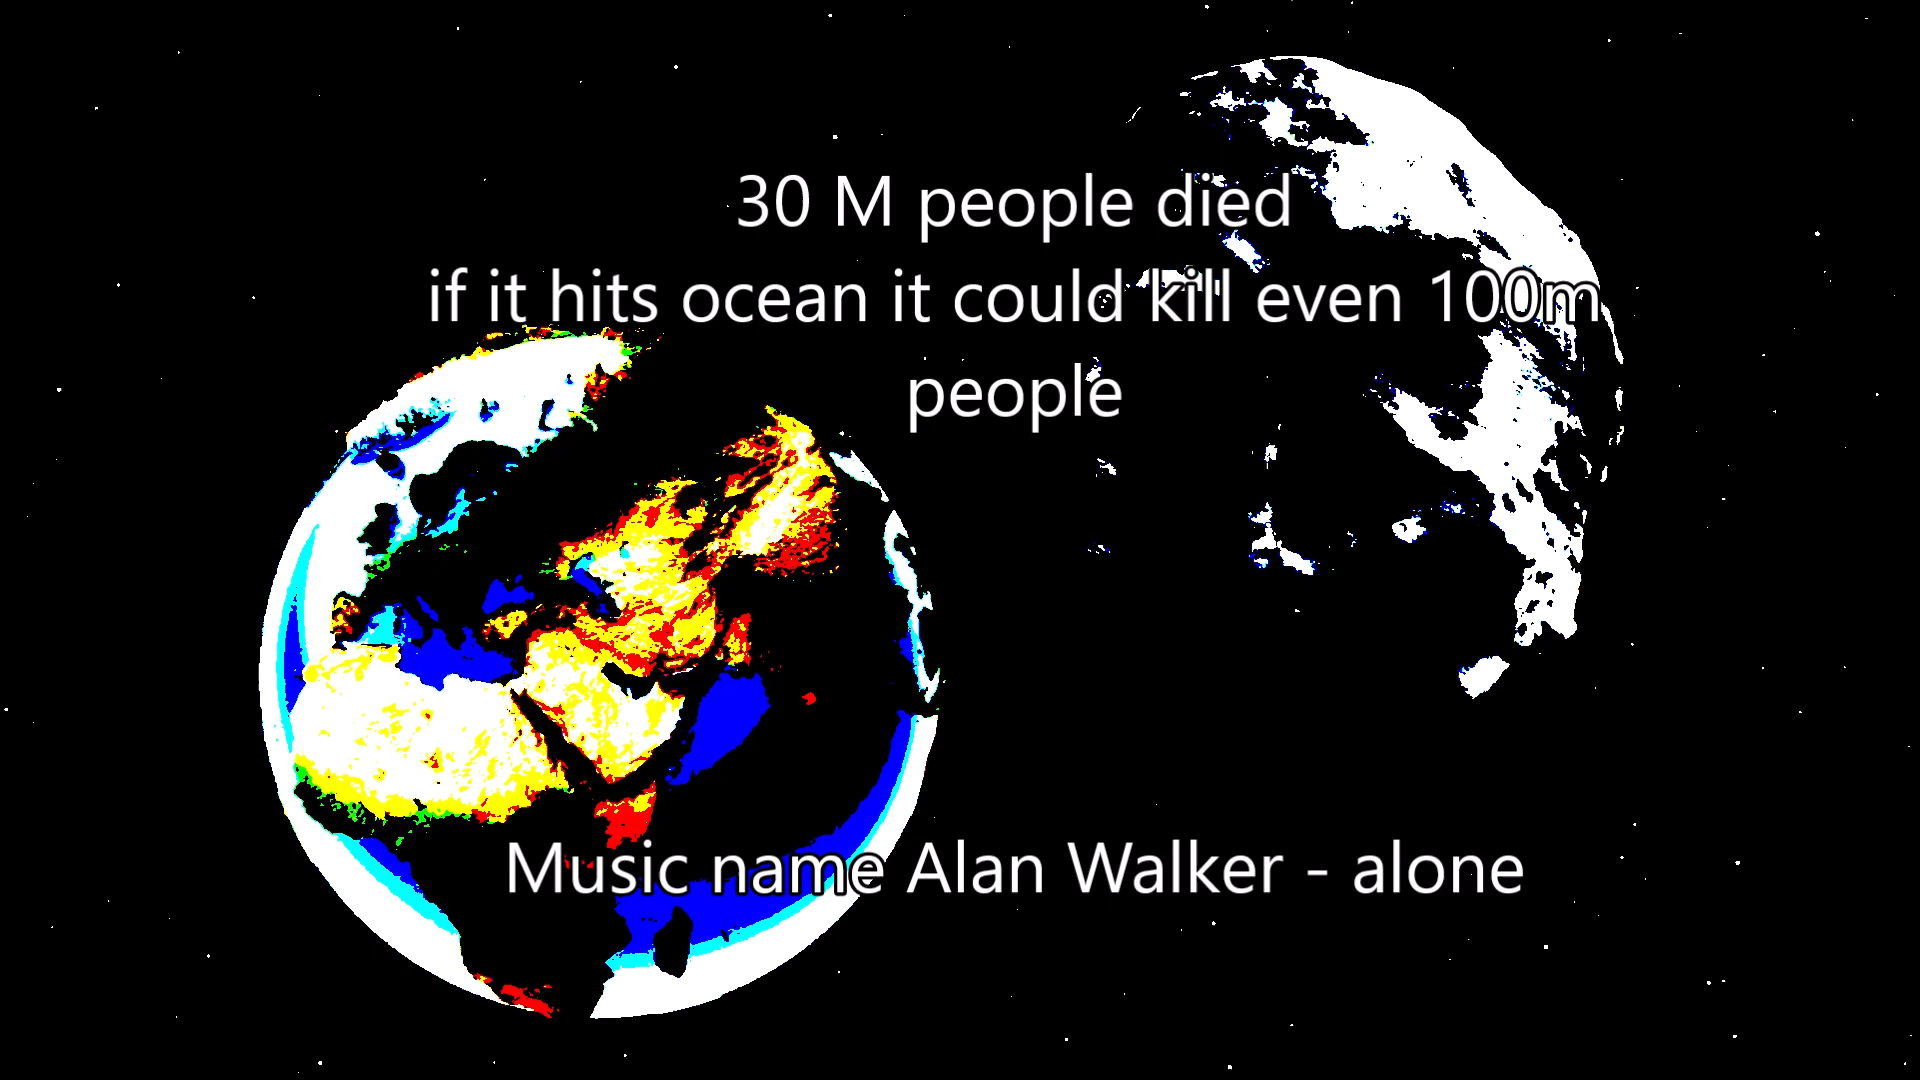 30 M people died
if it hits ocean it could kill even 100m
people
Music name Alan Walker - alone